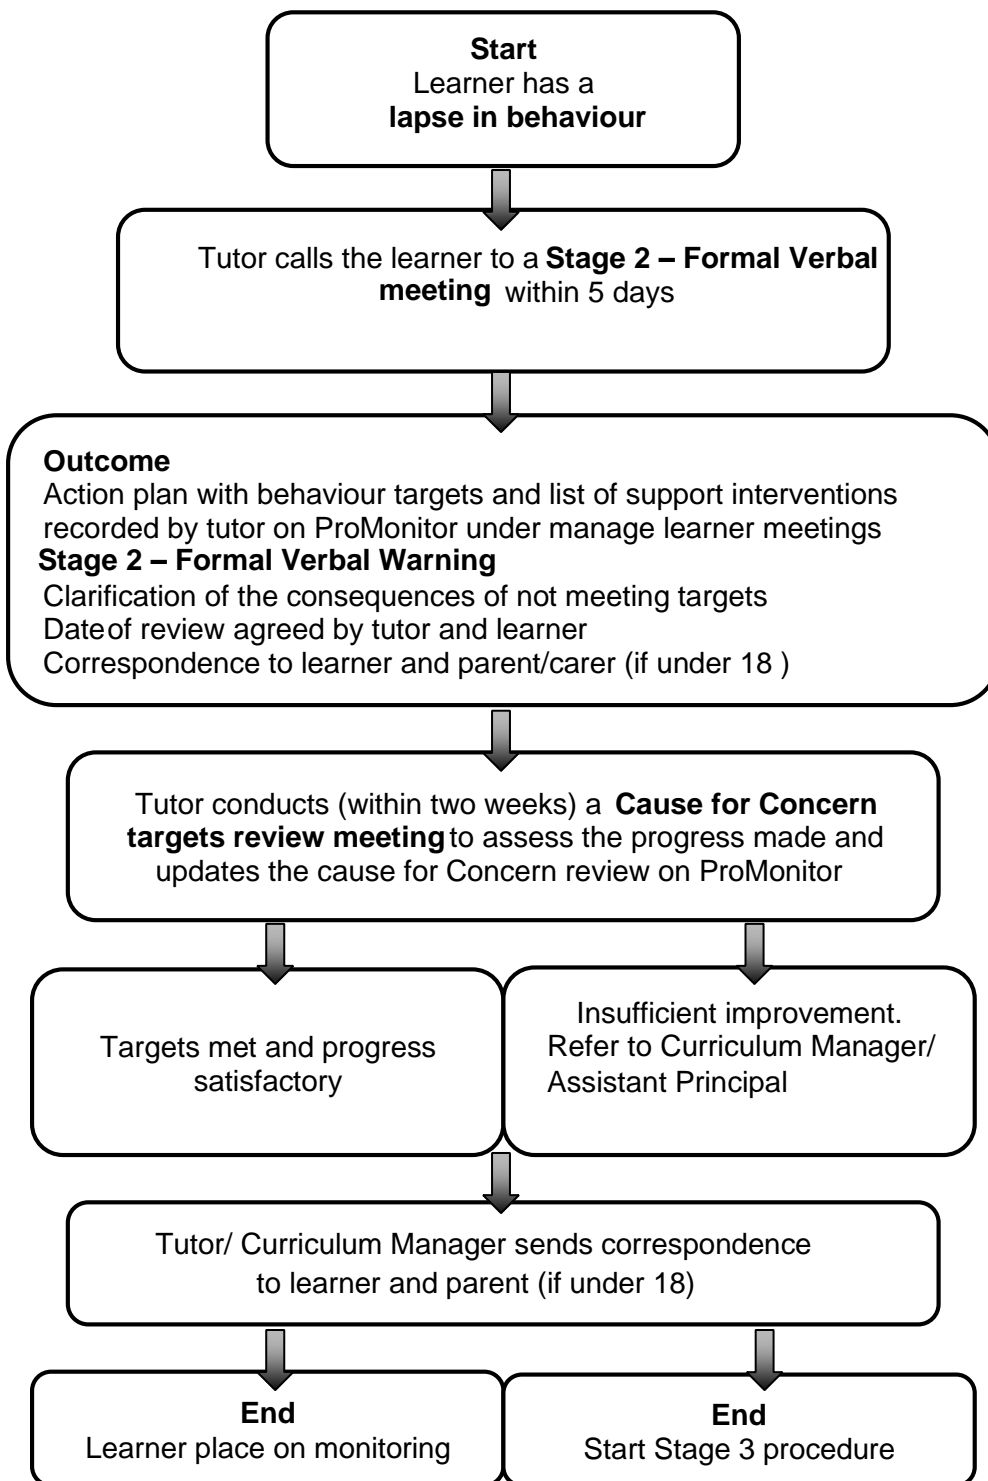 Start
Learner has a
lapse in behaviour
Tutor calls the learner to a Stage 2 – Formal Verbal
meeting within 5 days
Outcome
Action plan with behaviour targets and list of support interventions
recorded by tutor on ProMonitor under manage learner meetings
Stage 2 – Formal Verbal Warning
Clarification of the consequences of not meeting targets
Date of review agreed by tutor and learner
Correspondence to learner and parent/carer (if under 18 )
Tutor conducts (within two weeks) a Cause for Concern
targets review meeting to assess the progress made and
updates the cause for Concern review on ProMonitor
Targets met and progress
satisfactory
Insufficient improvement.
Refer to Curriculum Manager/
Assistant Principal
Tutor/ Curriculum Manager sends correspondence
to learner and parent (if under 18)
End
Learner place on monitoring
End
Start Stage 3 procedure